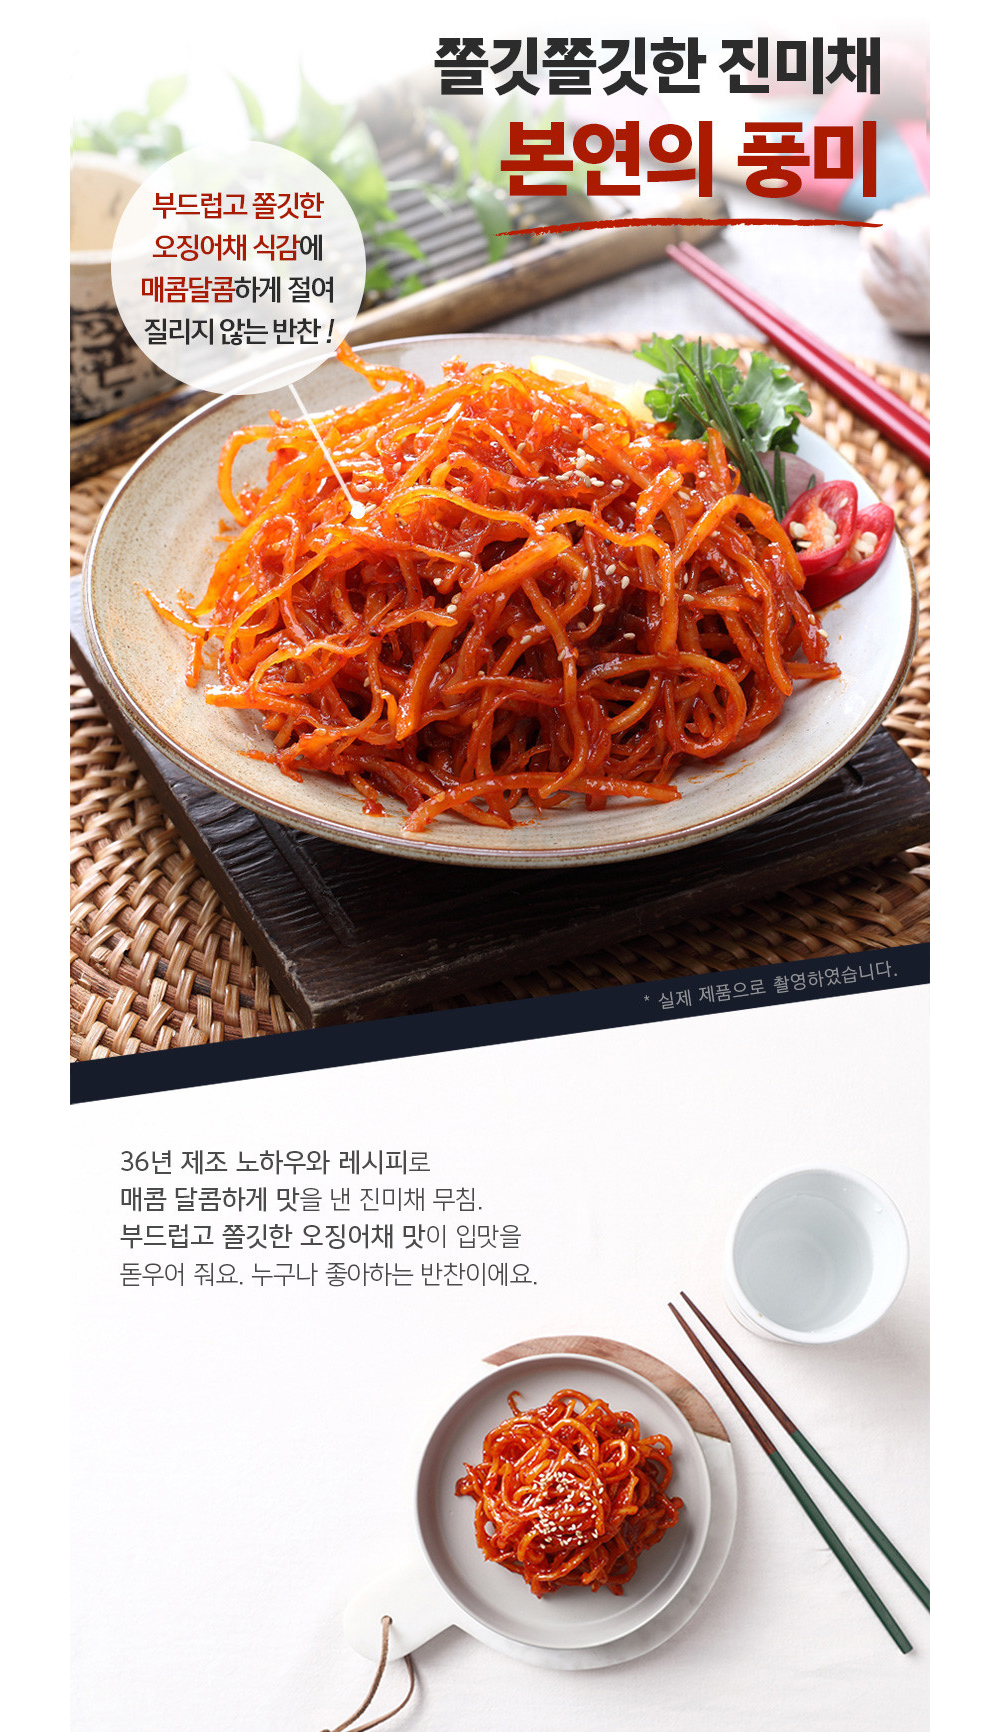 쫄깃쫄깃한 진미채
본연의 풍미
부드럽고 쫄깃한
오징어채 식감에
매콤달콤하게 절여
질리지 않는 반찬 !
* 실제 제품으로 촬영하였습니다.
36년 제조 노하우와 레시피로
매콤 달콤하게 맛을 낸 진미채 무침.
부드럽고 쫄깃한 오징어채 맛이 입맛을
돋우어 줘요. 누구나 좋아하는 반찬이에요.